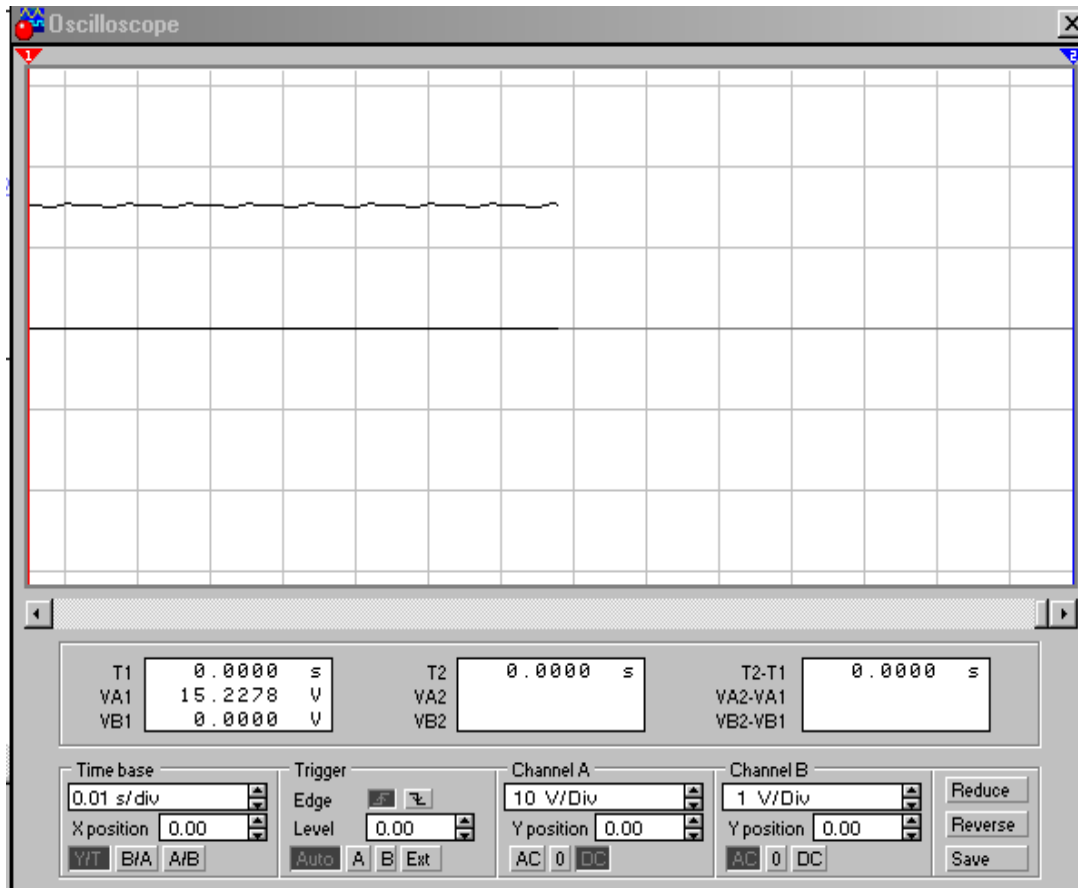 Oscilloscope
1
2
T1 0.0000 s
VA1 15.2278 V
VB1 0.0000 V
T2 0.0000 s
VA2
VB2
T2-T1 0.0000 s
VA2-VA1
VB2-VB1
Time base
0.01 s/div
X position 0.00
Y/T B/A A/B
Trigger
Edge
Level 0.00
Auto A B Ext
Channel A
10 V/Div
Y position 0.00
AC 0 DC
Channel B
1 V/Div
Y position 0.00
AC 0 DC
Reduce
Reverse
Save